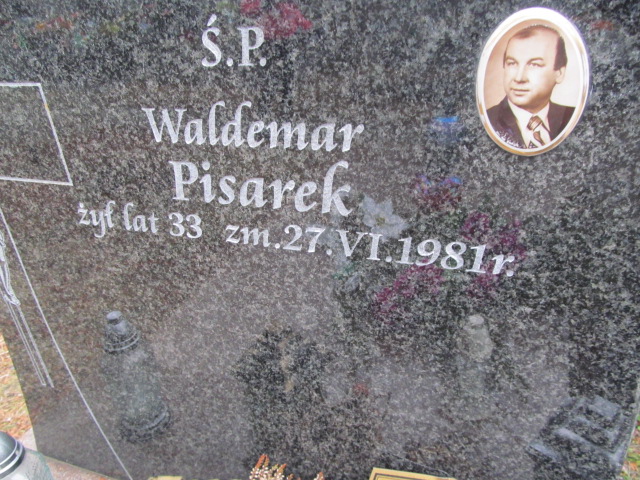 Ś.P.
Waldemar
Pisarek
żył lat 33 zm.27.VI.1981r.